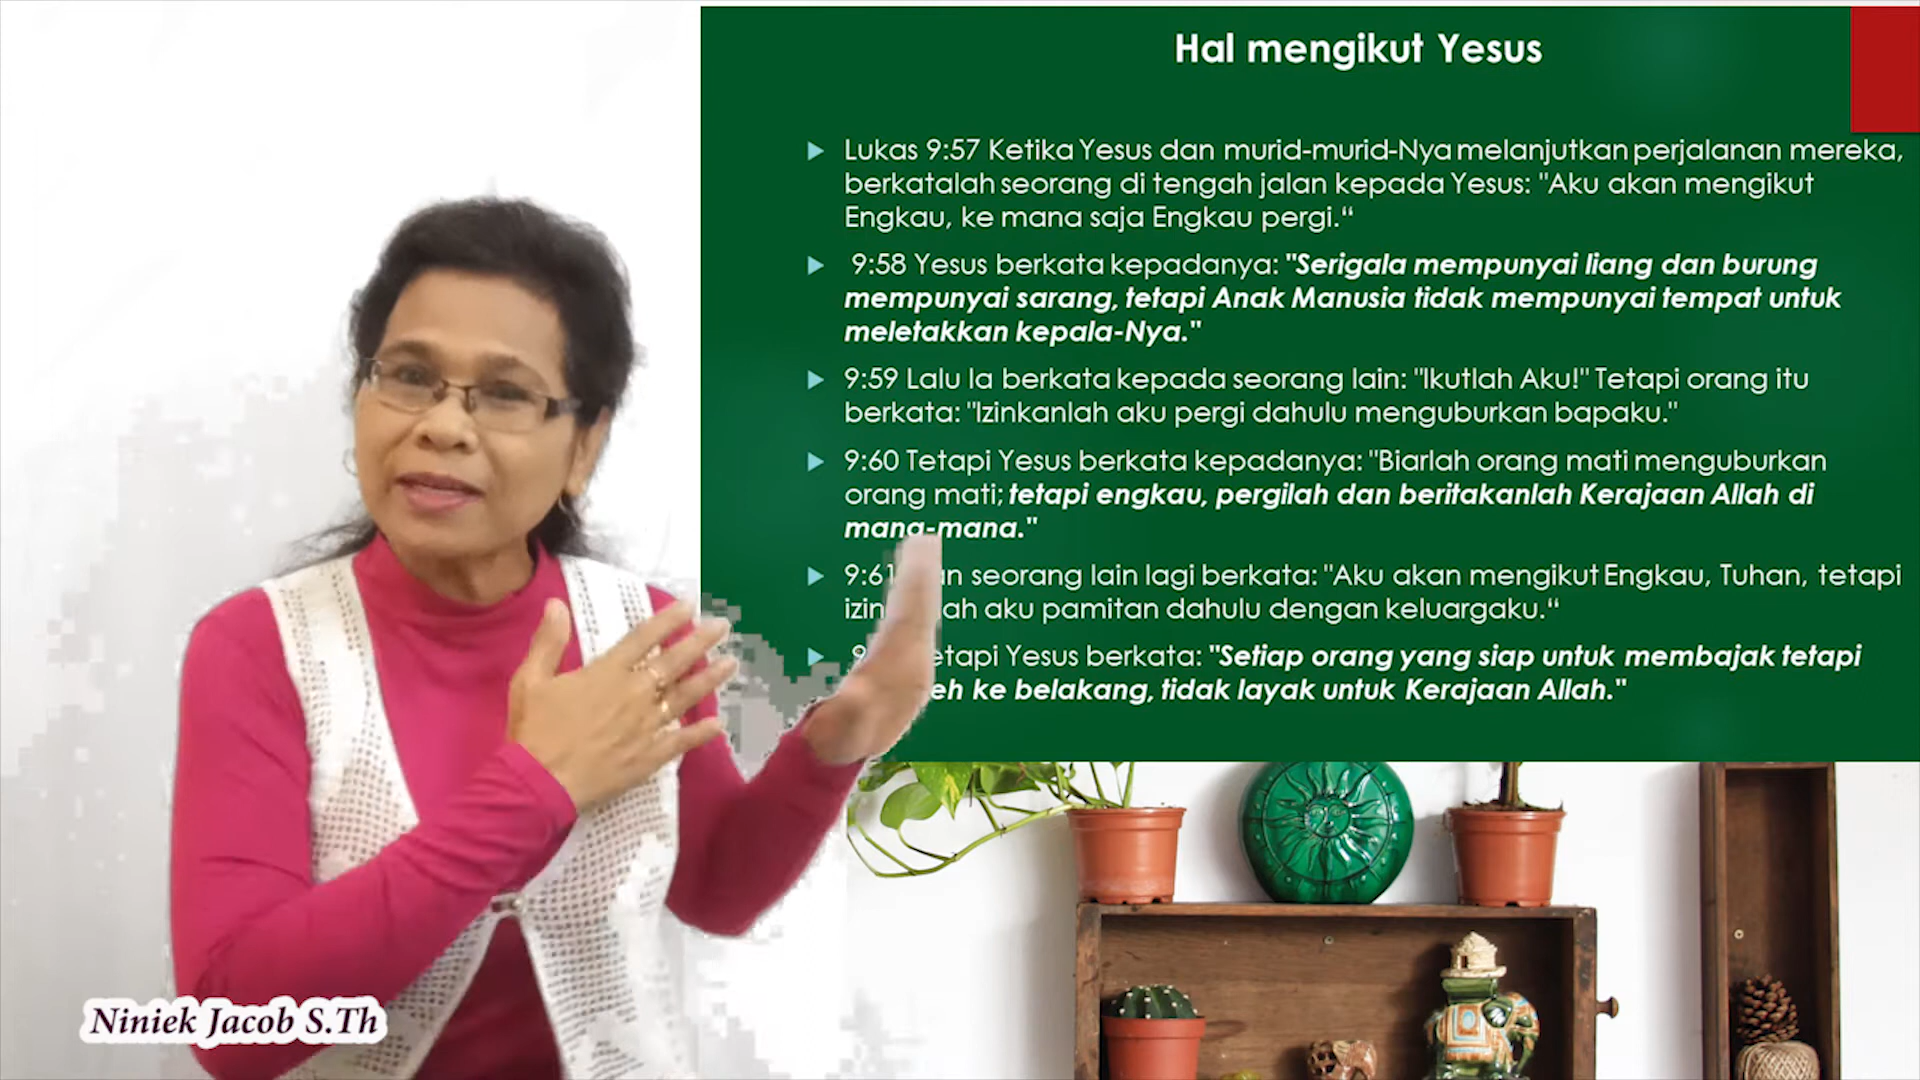 Hal mengikut Yesus
Lukas 9:57 Ketika Yesus dan murid-murid-Nya melanjutkan perjalanan mereka,
berkatalah seorang di tengah jalan kepada Yesus: "Aku akan mengikut
Engkau, ke mana saja Engkau pergi.“
9:58 Yesus berkata kepadanya: "Serigala mempunyai liang dan burung
mempunyai sarang, tetapi Anak Manusia tidak mempunyai tempat untuk
meletakkan kepala-Nya."
9:59 Lalu Ia berkata kepada seorang lain: "Ikutlah Aku!" Tetapi orang itu
berkata: "Izinkanlah aku pergi dahulu menguburkan bapaku."
9:60 Tetapi Yesus berkata kepadanya: "Biarlah orang mati menguburkan
orang mati; tetapi engkau, pergilah dan beritakanlah Kerajaan Allah di
mana-mana."
9:61 seorang lain lagi berkata: "Aku akan mengikut Engkau, Tuhan, tetapi
aku pamitan dahulu dengan keluargaku.“
Yesus berkata: "Setiap orang yang siap untuk membajak tetapi
ke belakang, tidak layak untuk Kerajaan Allah."
Niniek Jacob S.Th